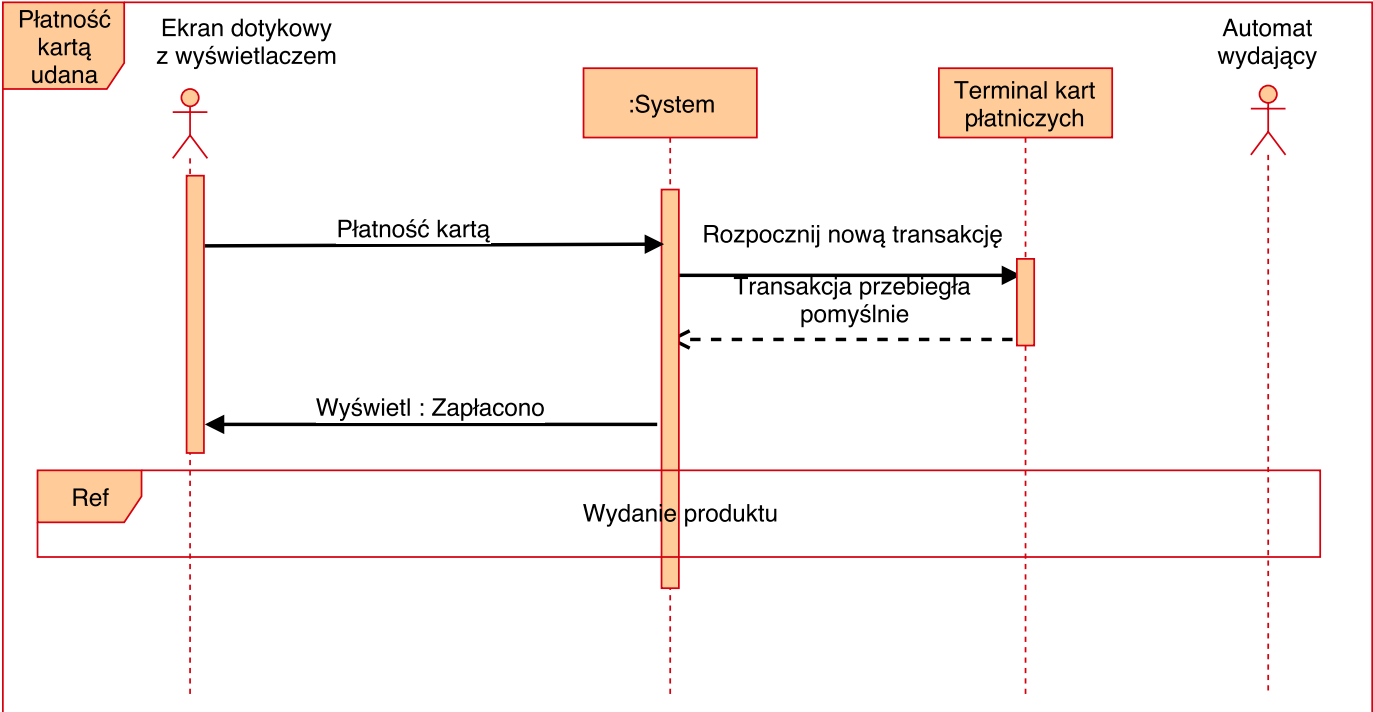 Płatność
kartą
udana
Ekran dotykowy
z wyświetlaczem
:System
Terminal kart
płatniczych
Automat
wydający
Płatność kartą
Rozpocznij nową transakcję
Transakcja przebiegła
pomyślnie
Wyświetl : Zapłacono
Ref
Wydanie produktu